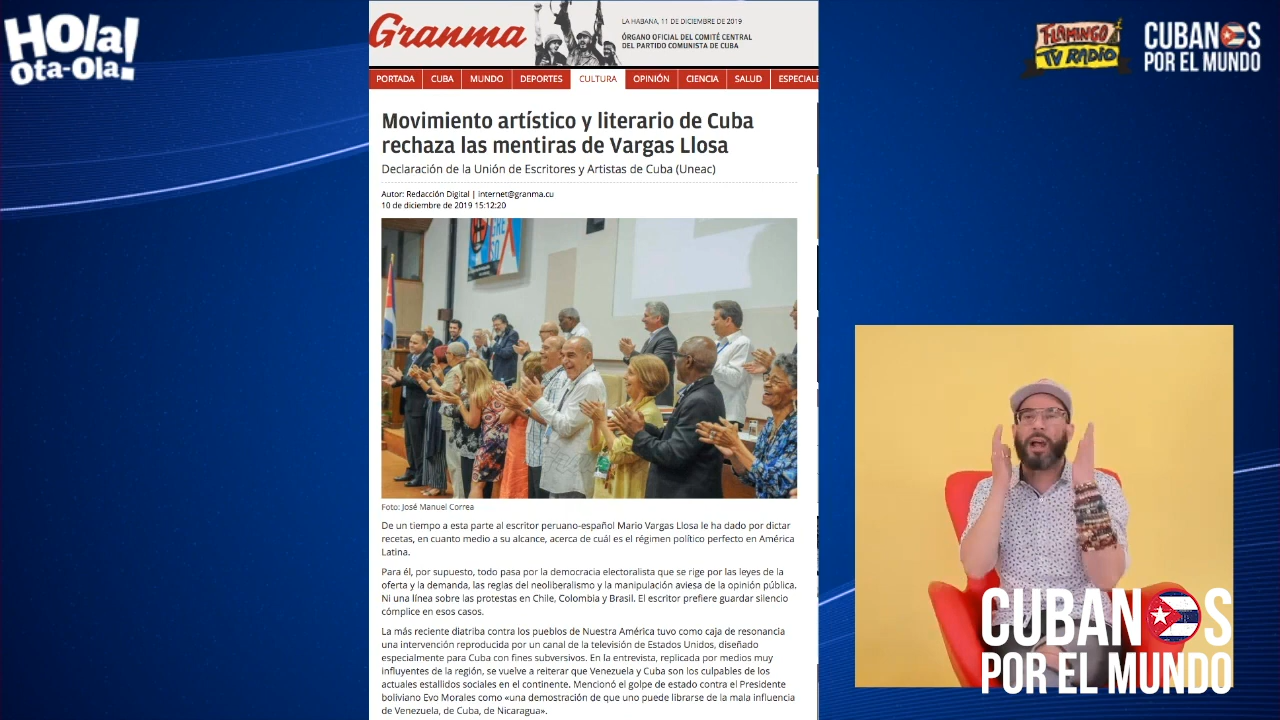 HOla!
Ota-Ola!
Granma
LA HABANA, 11 DE DICIEMBRE DE 2019
ÓRGANO OFICIAL DEL COMITÉ CENTRAL
DEL PARTIDO COMUNISTA DE CUBA
FLAMINGO
TV RADIO
CUBANOS
POR EL MUNDO
PORTADA CUBA MUNDO DEPORTES CULTURA OPINIÓN CIENCIA SALUD ESPECIALE
Movimiento artístico y literario de Cuba
rechaza las mentiras de Vargas Llosa
Declaración de la Unión de Escritores y Artistas de Cuba (Uneac)
Autor: Redacción Digital | internet@granma.cu
10 de diciembre de 2019 15:12:20
GRE
SO
Foto: José Manuel Correa
De un tiempo a esta parte al escritor peruano-español Mario Vargas Llosa le ha dado por dictar
recetas, en cuanto medio a su alcance, acerca de cuál es el régimen político perfecto en América
Latina.
Para él, por supuesto, todo pasa por la democracia electoralista que se rige por las leyes de la
oferta y la demanda, las reglas del neoliberalismo y la manipulación aviesa de la opinión pública.
Ni una línea sobre las protestas en Chile, Colombia y Brasil. El escritor prefiere guardar silencio
cómplice en esos casos.
La más reciente diatriba contra los pueblos de Nuestra América tuvo como caja de resonancia
una intervención reproducida por un canal de la televisión de Estados Unidos, diseñado
especialmente para Cuba con fines subversivos. En la entrevista, replicada por medios muy
influyentes de la región, se vuelve a reiterar que Venezuela y Cuba son los culpables de los
actuales estallidos sociales en el continente. Mencionó el golpe de estado contra el Presidente
boliviano Evo Morales como «una demostración de que uno puede librarse de la mala influencia
de Venezuela, de Cuba, de Nicaragua».
CUBANOS
POR EL MUNDO